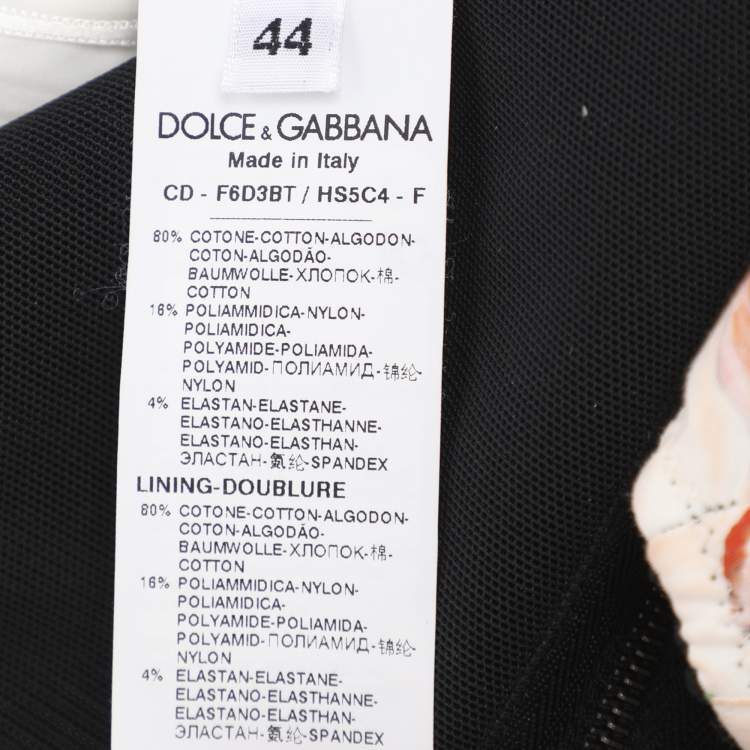 44
DOLCE & GABBANA
Made in Italy
CD - F6D3BT / HS5C4 - F
80% COTONE-COTTON-ALGODON-
COTON-ALGODÃO-
BAUMWOLLE-ХЛОПОК-棉-
COTTON
16% POLIAMMIDICA-NYLON-
POLIAMIDICA-
POLYAMIDE-POLIAMIDA-
POLYAMID-ПОЛИАМИД-锦纶-
NYLON
4% ELASTAN-ELASTANE-
ELASTANO-ELASTHANNE-
ELASTANO-ELASTHAN-
ЭЛАСТАН-氨纶-SPANDEX
LINING-DOUBLURE
80% COTONE-COTTON-ALGODON-
COTON-ALGODÃO-
BAUMWOLLE-ХЛОПОК-棉-
COTTON
16% POLIAMMIDICA-NYLON-
POLIAMIDICA-
POLYAMIDE-POLIAMIDA-
POLYAMID-ПОЛИАМИД-锦纶-
NYLON
4% ELASTAN-ELASTANE-
ELASTANO-ELASTHANNE-
ELASTANO-ELASTHAN-
ЭЛАСТАН-氨纶-SPANDEX